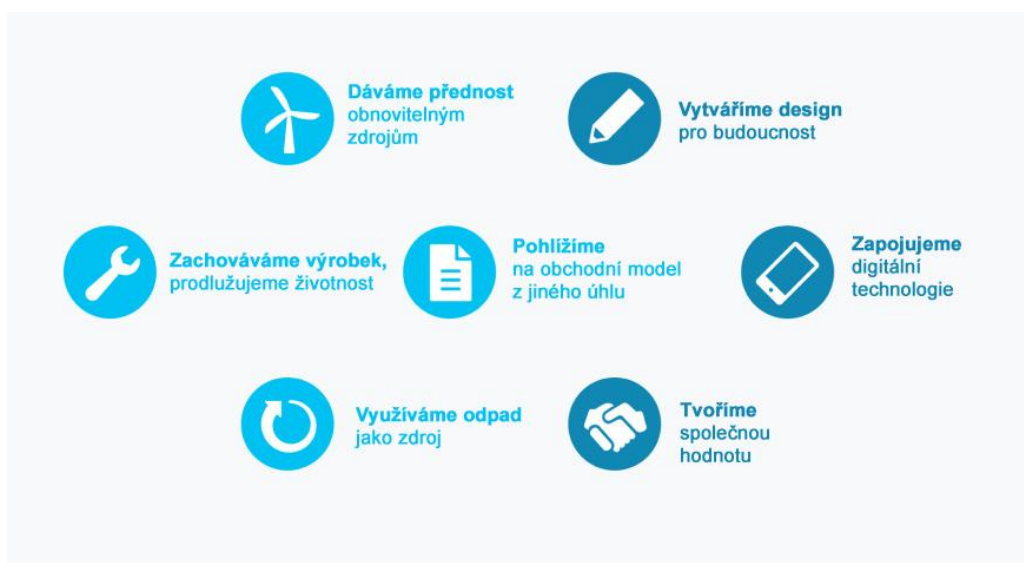 Dáváme přednost
obnovitelným
zdrojům
Vytváříme design
pro budoucnost
Zachováváme výrobek,
prodlužujeme životnost
Pohlížíme
na obchodní model
z jiného úhlu
Zapojujeme
digitální
technologie
Využíváme odpad
jako zdroj
Tvoříme
společnou
hodnotu